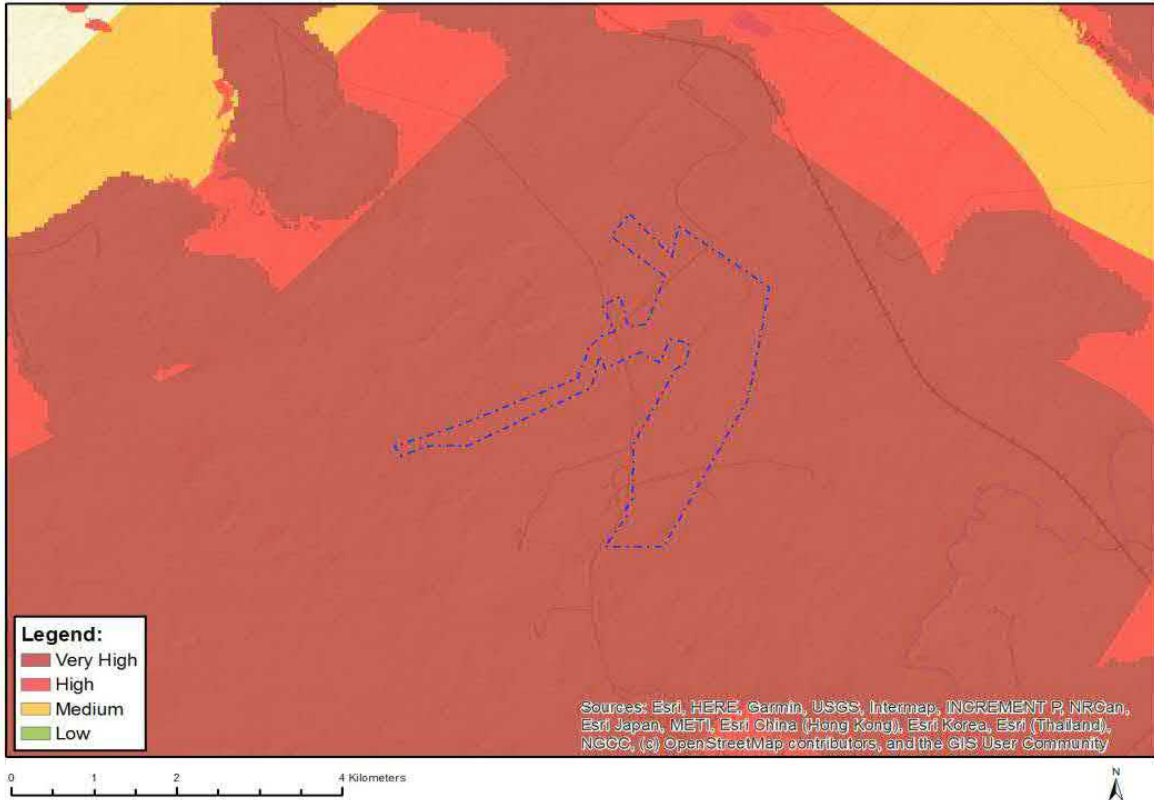 Legend:
Very High
High
Medium
Low
Sources: Esri, HERE, Garmin, USGS, Intermap, INCREMENT P, NRCan,
Esri Japan, METI, Esri China (Hong Kong), Esri Korea, Esri (Thailand),
NGCC, (c) OpenStreetMap contributors, and the GIS User Community
0 1 2 4 Kilometers
N